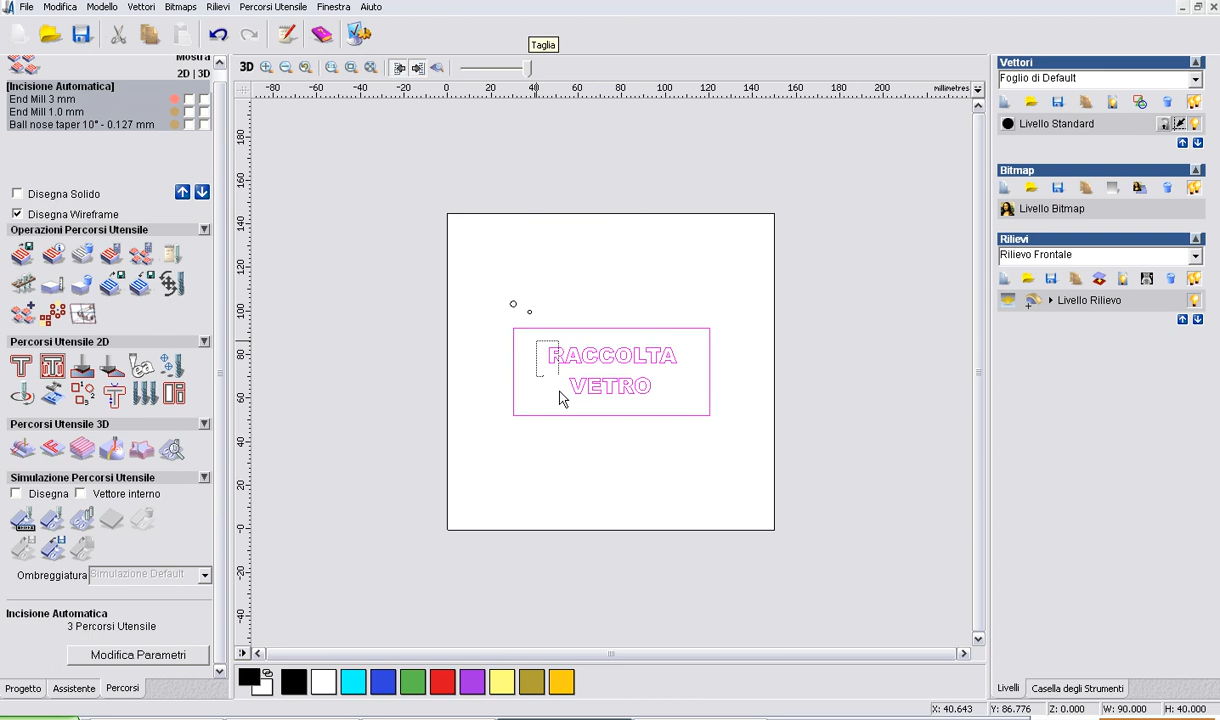 File Modifica Modello Vettori Bitmaps Rilievi Percorsi Utensile Finestra Aiuto
Taglia
Mostra
2D | 3D
[Incisione Automatica]
End Mill 3 mm
End Mill 1.0 mm
Ball nose taper 10° - 0.127 mm
Disegna Solido
Disegna Wireframe
Operazioni Percorsi Utensile
Percorsi Utensile 2D
Percorsi Utensile 3D
Simulazione Percorsi Utensile
Disegna Vettore interno
Ombreggiatura Simulazione Default
Incisione Automatica
3 Percorsi Utensile
Modifica Parametri
Progetto Assistente Percorsi
3D
-80 -60 -40 -20 0 20 40 60 80 100 120 140 160 180 200 millimetres
180
160
140
120
100
80
60
40
20
-0
-20
-40
RACCOLTA
VETRO
Vettori
Foglio di Default
Livello Standard
Bitmap
Livello Bitmap
Rilievi
Rilievo Frontale
Livello Rilievo
Livelli Casella degli Strumenti
X: 40.643 Y: 86.776 Z: 0.000 W: 90.000 H: 40.000